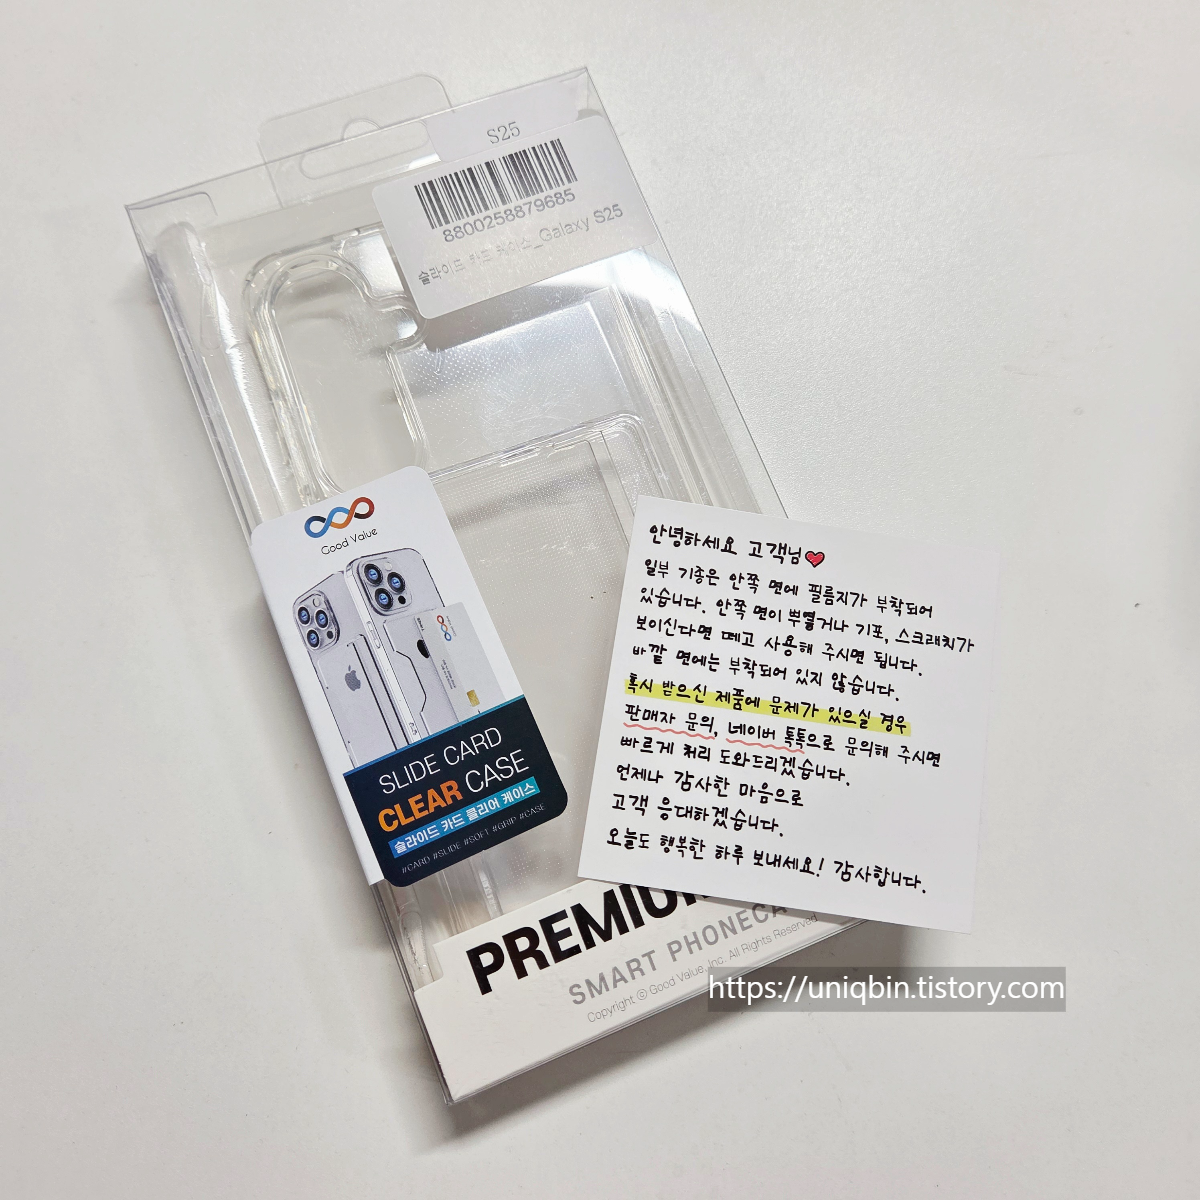 S25
8800258879685
슬라이드 카드 케이스_Galaxy S25
Good Value
SLIDE CARD
CLEAR CASE
슬라이드 카드 클리어 케이스
#CARD #SLIDE #SOFT #GRIP #CASE
안녕하세요 고객님
일부 기종은 안쪽 면에 필름지가 부착되어
있습니다. 안쪽 면이 뿌옇거나 기포, 스크래치가
보이신다면 떼고 사용해 주시면 됩니다.
바깥 면에는 부착되어 있지 않습니다.
혹시 받으신 제품에 문제가 있으실 경우
판매자 문의, 네이버 톡톡으로 문의해 주시면
빠르게 처리 도와드리겠습니다.
언제나 감사한 마음으로
고객 응대하겠습니다.
오늘도 행복한 하루 보내세요! 감사합니다.
PREMIU
SMART PHONECA
Copyright © Good Value, Inc. All Rights Reserved
https://uniqbin.tistory.com